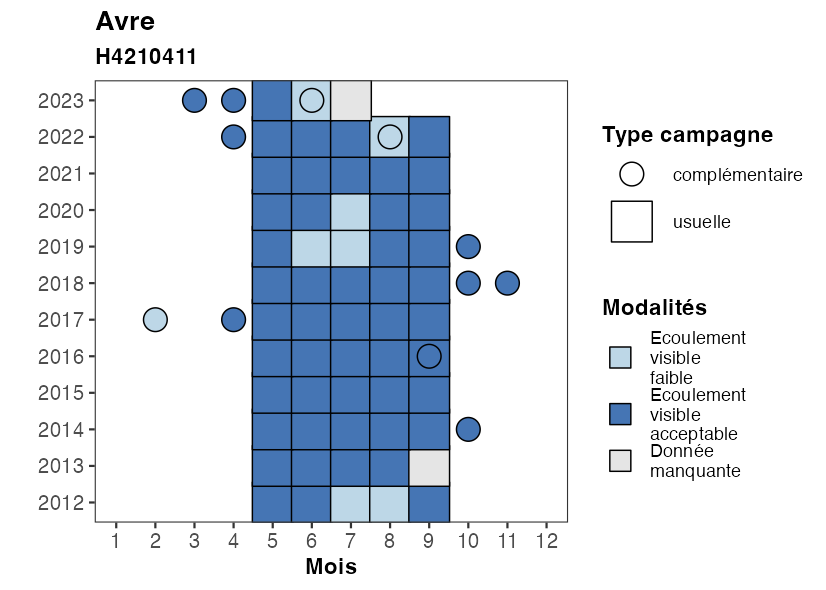 Avre
H4210411
2023
2022
2021
2020
2019
2018
2017
2016
2015
2014
2013
2012
1 2 3 4 5 6 7 8 9 10 11 12
Mois
Type campagne
complémentaire
usuelle
Modalités
Ecoulement
visible
faible
Ecoulement
visible
acceptable
Donnée
manquante